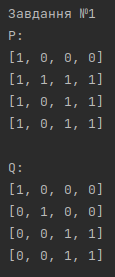 Завдання №1
P:
[1, 0, 0, 0]
[1, 1, 1, 1]
[1, 0, 1, 1]
[1, 0, 1, 1]
Q:
[1, 0, 0, 0]
[0, 1, 0, 0]
[0, 0, 1, 1]
[0, 0, 1, 1]